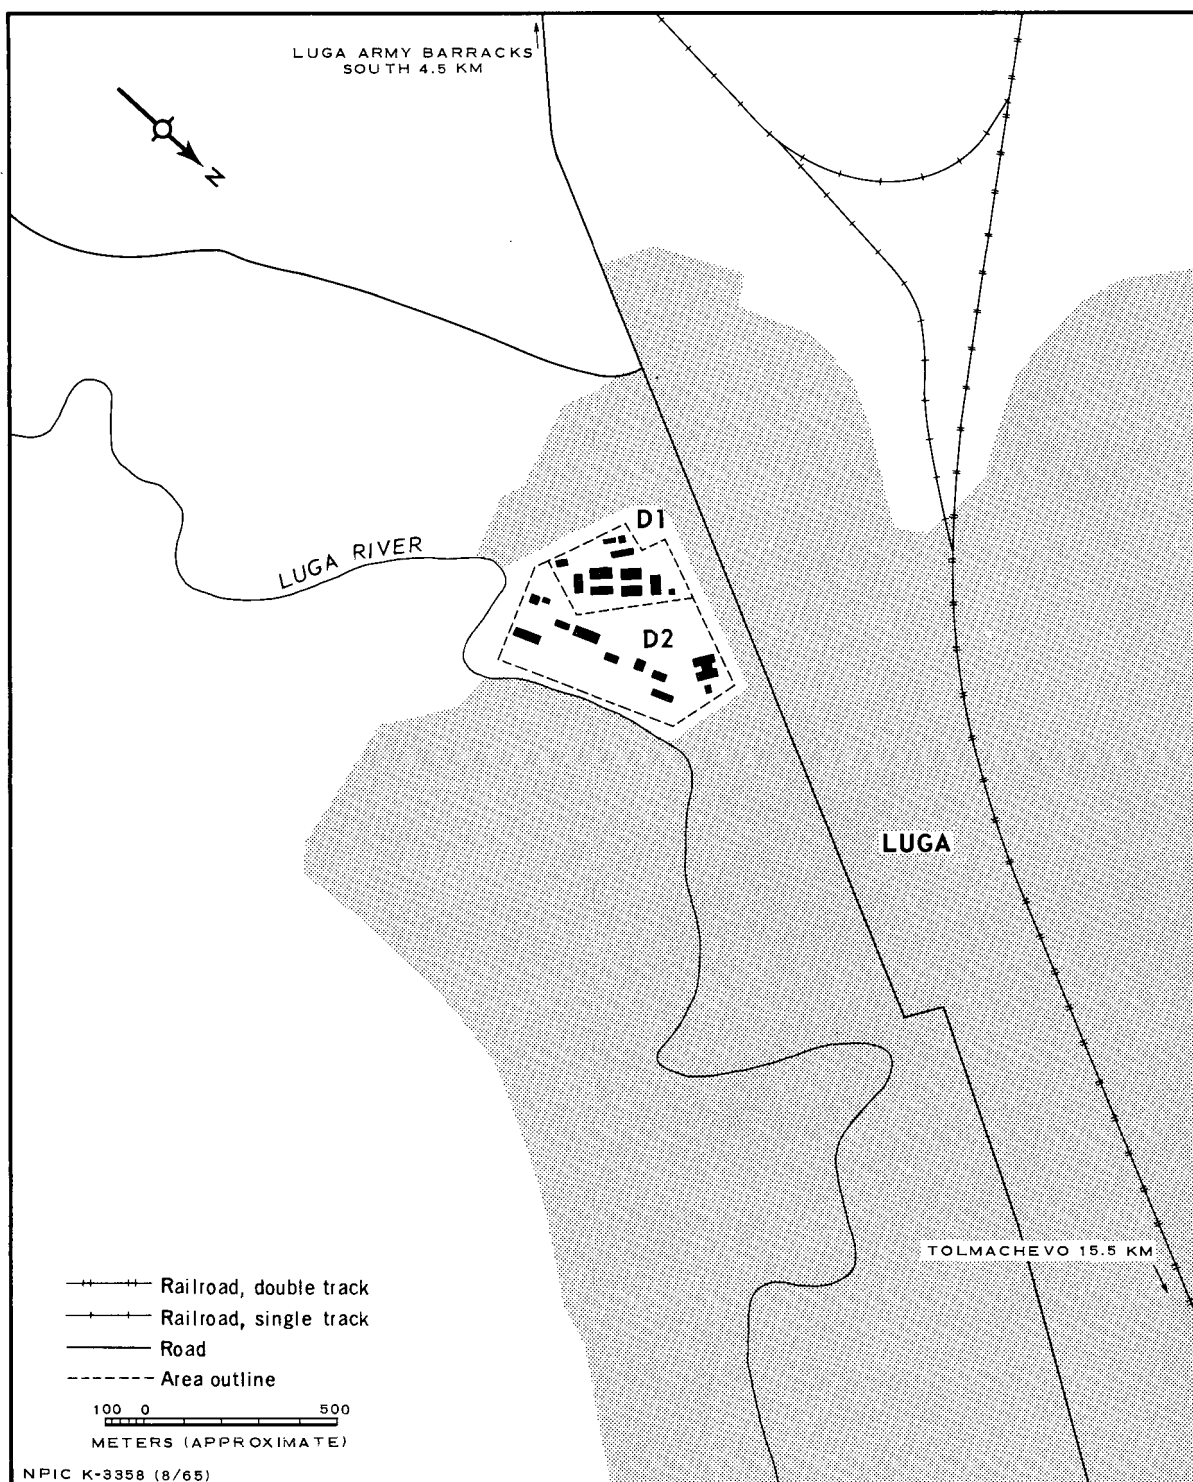 LUGA ARMY BARRACKS
SOUTH 4.5 KM
N
D1
LUGA RIVER
D2
LUGA
TOLMACHEVO 15.5 KM
Railroad, double track
Railroad, single track
Road
Area outline
100 0 500
METERS (APPROXIMATE)
NPIC K-3358 (8/65)